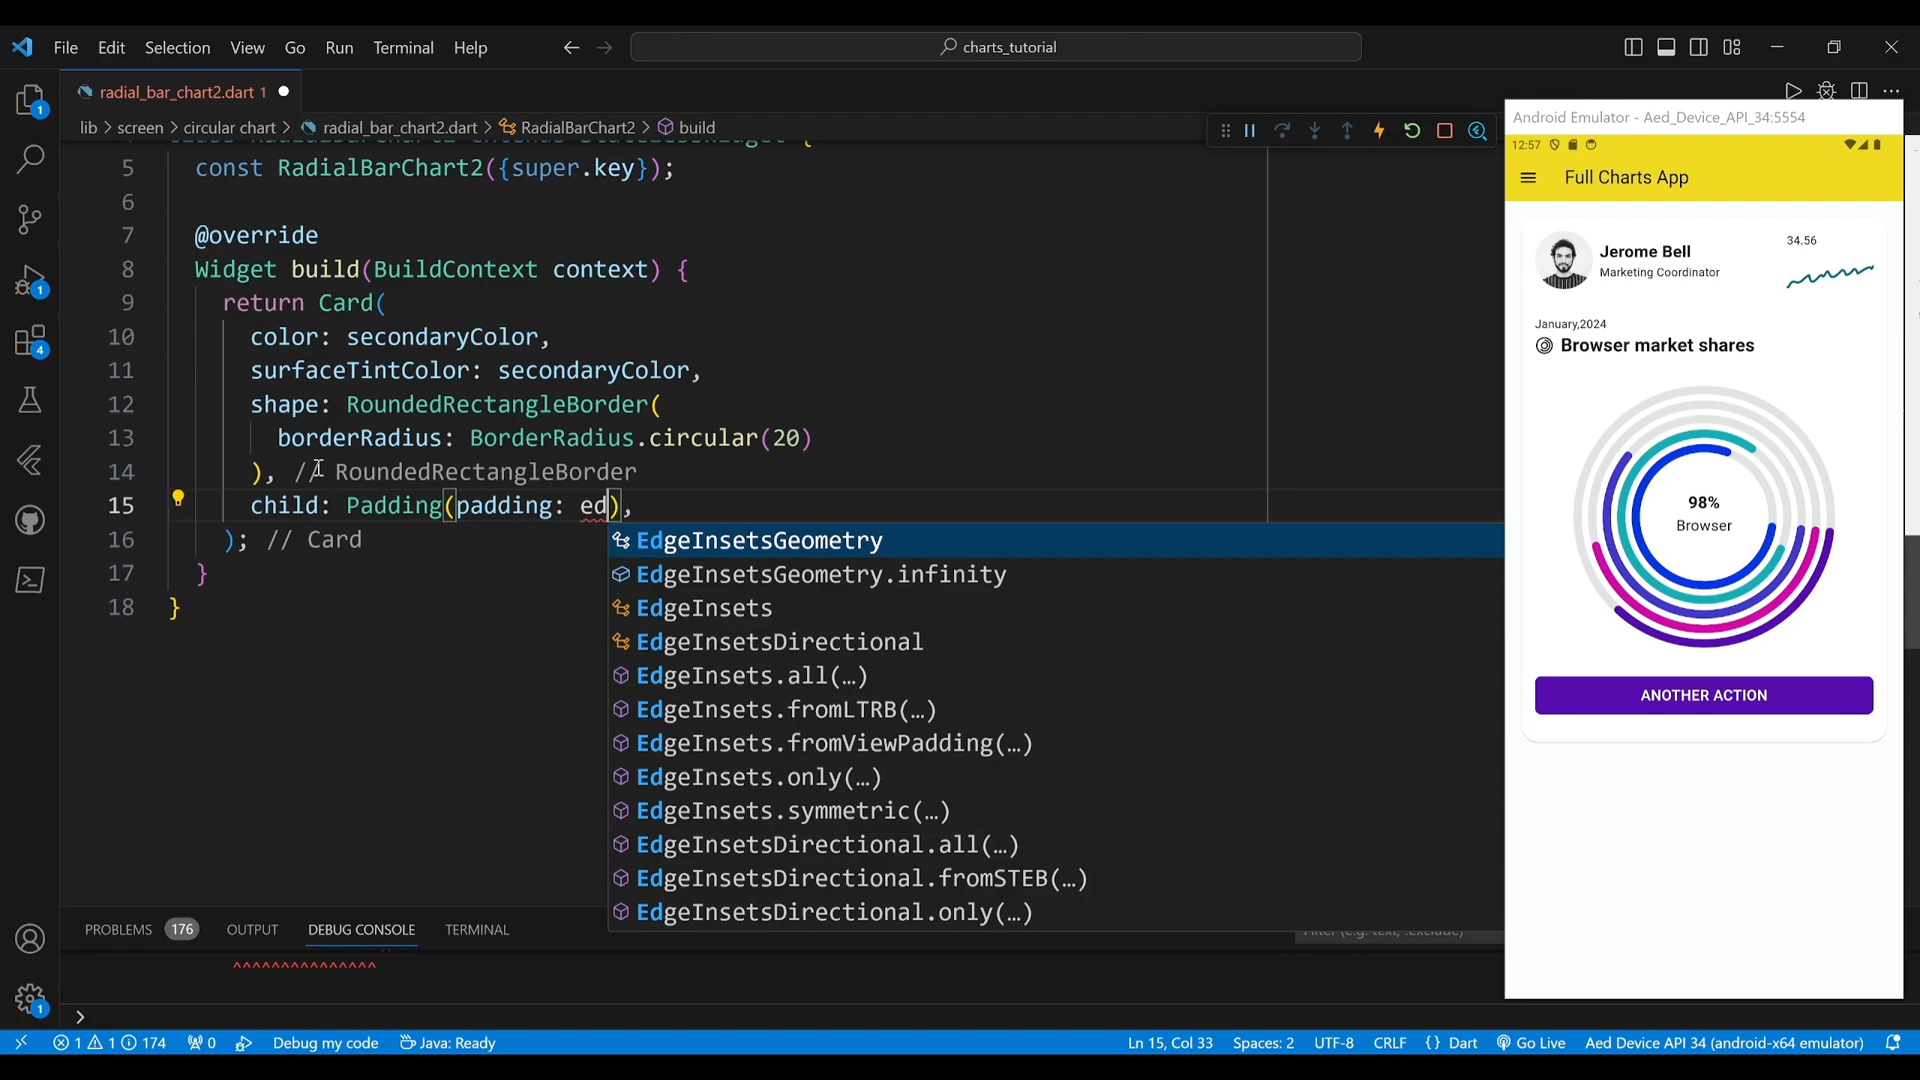 File Edit Selection View Go Run Terminal Help
charts_tutorial
radial_bar_chart2.dart 1
lib > screen > circular chart > radial_bar_chart2.dart > RadialBarChart2 > build
5 const RadialBarChart2({super.key});
6
7 @override
8 Widget build(BuildContext context) {
9 return Card(
10 color: secondaryColor,
11 surfaceTintColor: secondaryColor,
12 shape: RoundedRectangleBorder(
13 borderRadius: BorderRadius.circular(20)
14 ), // RoundedRectangleBorder
15 child: Padding(padding: ed),
16 ); // Card
17 }
18 }
EdgeInsetsGeometry
EdgeInsetsGeometry.infinity
EdgeInsets
EdgeInsetsDirectional
EdgeInsets.all(…)
EdgeInsets.fromLTRB(…)
EdgeInsets.fromViewPadding(…)
EdgeInsets.only(…)
EdgeInsets.symmetric(…)
EdgeInsetsDirectional.all(…)
EdgeInsetsDirectional.fromSTEB(…)
EdgeInsetsDirectional.only(…)
PROBLEMS 176 OUTPUT DEBUG CONSOLE TERMINAL
^^^^^^^^^^^^^^^
>
1 1 174 0 Debug my code Java: Ready
Ln 15, Col 33 Spaces: 2 UTF-8 CRLF {} Dart Go Live Aed Device API 34 (android-x64 emulator)
1
1
4
1
Android Emulator - Aed_Device_API_34:5554
12:57
Full Charts App
Jerome Bell
Marketing Coordinator
34.56
January,2024
Browser market shares
98%
Browser
ANOTHER ACTION